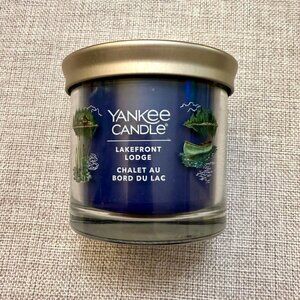 YANKEE
CANDLE®
LAKEFRONT
LODGE
CHALET AU
BORD DU LAC